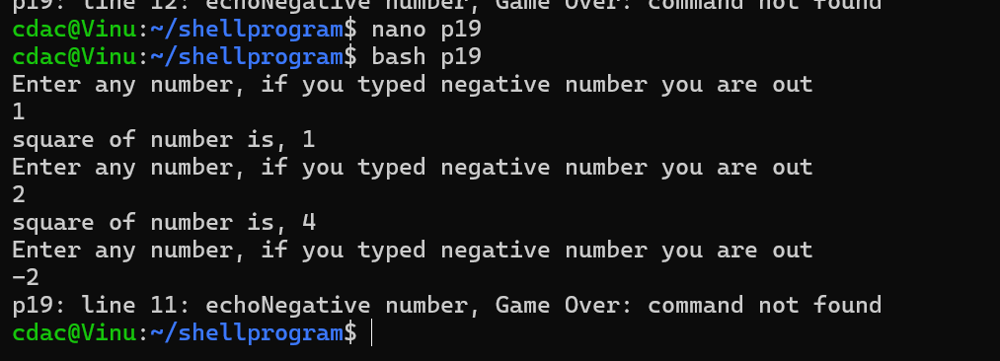 p19: line 12: echoNegative number, Game Over: command not found
cdac@Vinu:~/shellprogram$ nano p19
cdac@Vinu:~/shellprogram$ bash p19
Enter any number, if you typed negative number you are out
1
square of number is, 1
Enter any number, if you typed negative number you are out
2
square of number is, 4
Enter any number, if you typed negative number you are out
-2
p19: line 11: echoNegative number, Game Over: command not found
cdac@Vinu:~/shellprogram$